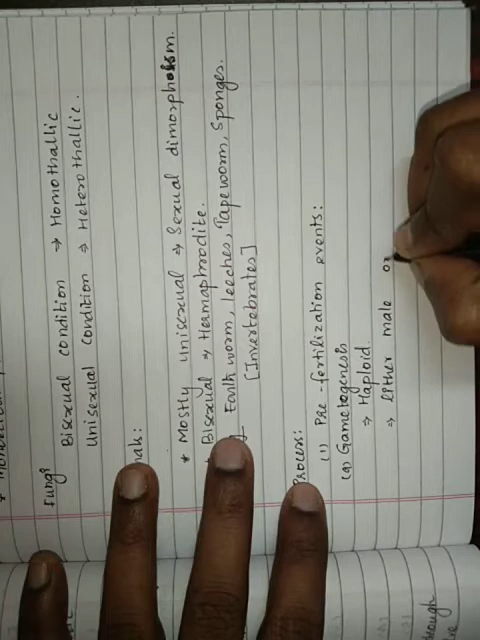 Fungi
Bisexual condition → Homothallic
Unisexual condition ⇒ Heterothallic.
* Mostly unisexual ⇒ Sexual dimorphism.
Bisexual ⇒ Hermaphrodite.
Earthworm, leeches, Tapeworm, Sponges.
[Invertebrates]
Process:
(1) Pre-fertilization events:
(a) Gametogenesis
⇒ Haploid.
⇒ Either male or